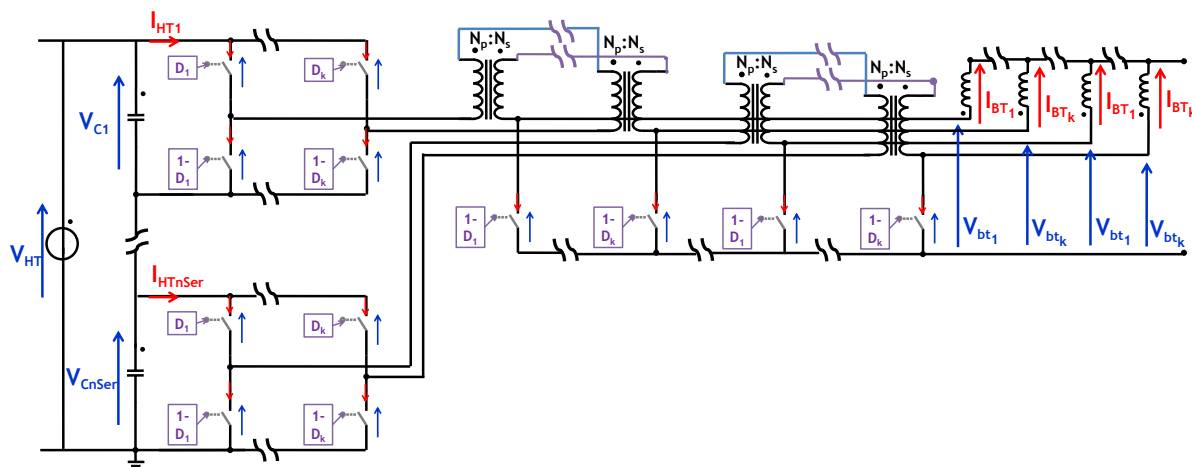 I_HT1
N_p:N_s
N_p:N_s
N_p:N_s
N_p:N_s
D_1
D_k
V_C1
I_BT1
I_BTk
I_BT1
I_BTk
1-
D_1
1-
D_k
1-
D_1
1-
D_k
1-
D_1
1-
D_k
V_bt1
V_btk
V_bt1
V_btk
V_HT
I_HTnSer
D_1
D_k
V_CnSer
1-
D_1
1-
D_k